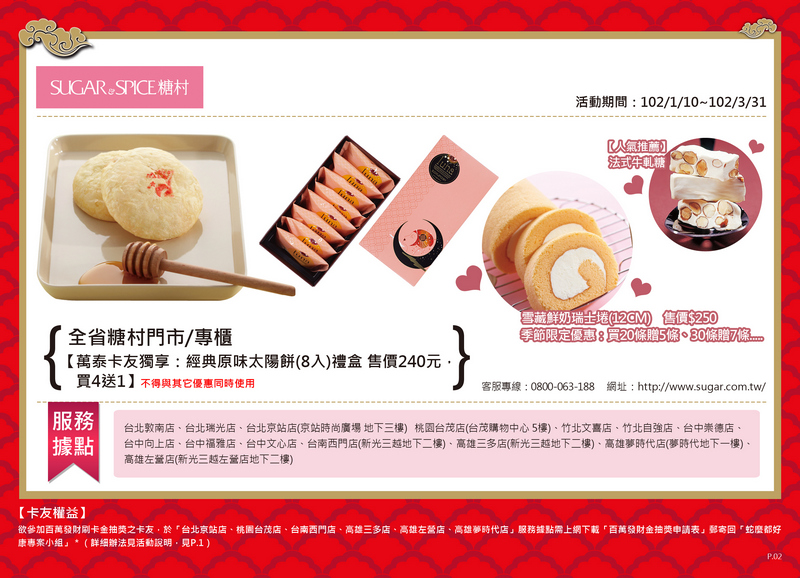 SUGAR & SPICE 糖村
活動期間：102/1/10~102/3/31
【人氣推薦】
法式牛軋糖
雪藏鮮奶瑞士捲(12CM)　售價$250
季節限定優惠：買20條贈5條、30條贈7條.....
全省糖村門市/專櫃
【萬泰卡友獨享：經典原味太陽餅(8入)禮盒 售價240元，
買4送1】不得與其它優惠同時使用
客服專線：0800-063-188　網址：http://www.sugar.com.tw/
服務
據點
台北敦南店、台北瑞光店、台北京站店(京站時尚廣場 地下三樓)　桃園台茂店(台茂購物中心 5樓)、竹北文喜店、竹北自強店、台中崇德店、
台中向上店、台中福雅店、台中文心店、台南西門店(新光三越地下二樓)、高雄三多店(新光三越地下二樓)、高雄夢時代店(夢時代地下一樓)、
高雄左營店(新光三越左營店地下二樓)
【卡友權益】
欲參加百萬發財刷卡金抽獎之卡友，於「台北京站店、桃園台茂店、台南西門店、高雄三多店、高雄左營店、高雄夢時代店」服務據點需上網下載「百萬發財金抽獎申請表」郵寄回「蛇麼都好
康專案小組」*（詳細辦法見活動說明，見P.1）
P.02